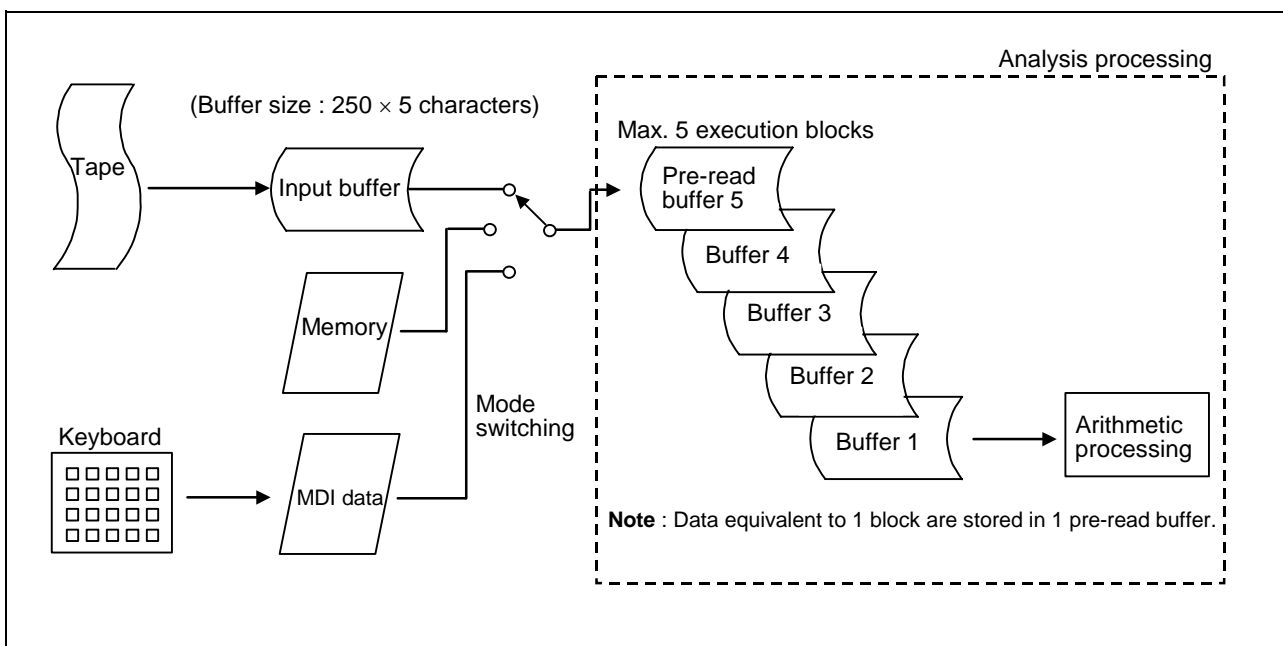 Analysis processing
(Buffer size : 250 × 5 characters)
Max. 5 execution blocks
Tape
Input buffer
Pre-read
buffer 5
Buffer 4
Buffer 3
Memory
Buffer 2
Mode
switching
Buffer 1
Arithmetic
processing
Keyboard
MDI data
Note : Data equivalent to 1 block are stored in 1 pre-read buffer.